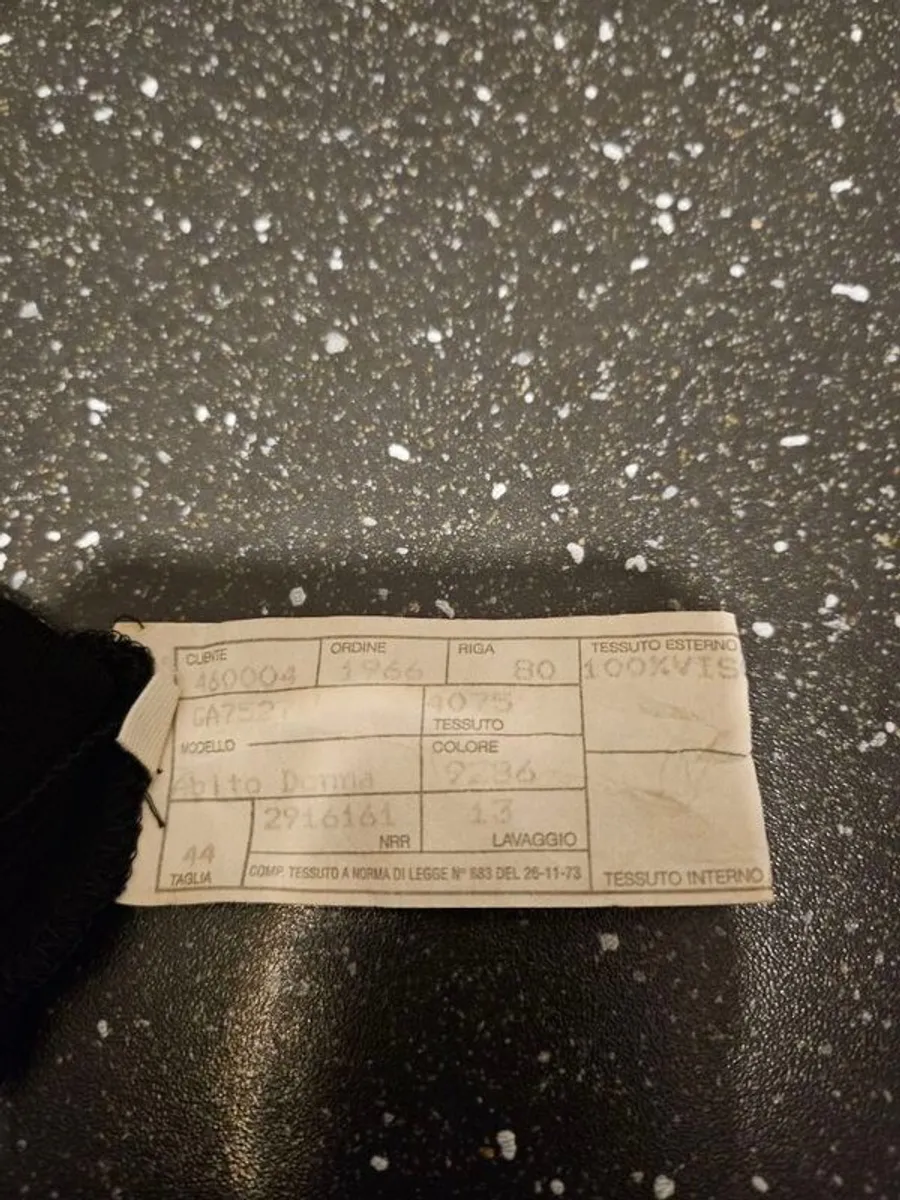 CLIENTE ORDINE RIGA TESSUTO ESTERNO
460004 1966 80 100%VIS
4075
TESSUTO
MODELLO COLORE
Abito Donna
2916161 13
NRR LAVAGGIO
44
TAGLIA COMP. TESSUTO A NORMA DI LEGGE N° 883 DEL 26-11-73 TESSUTO INTERNO